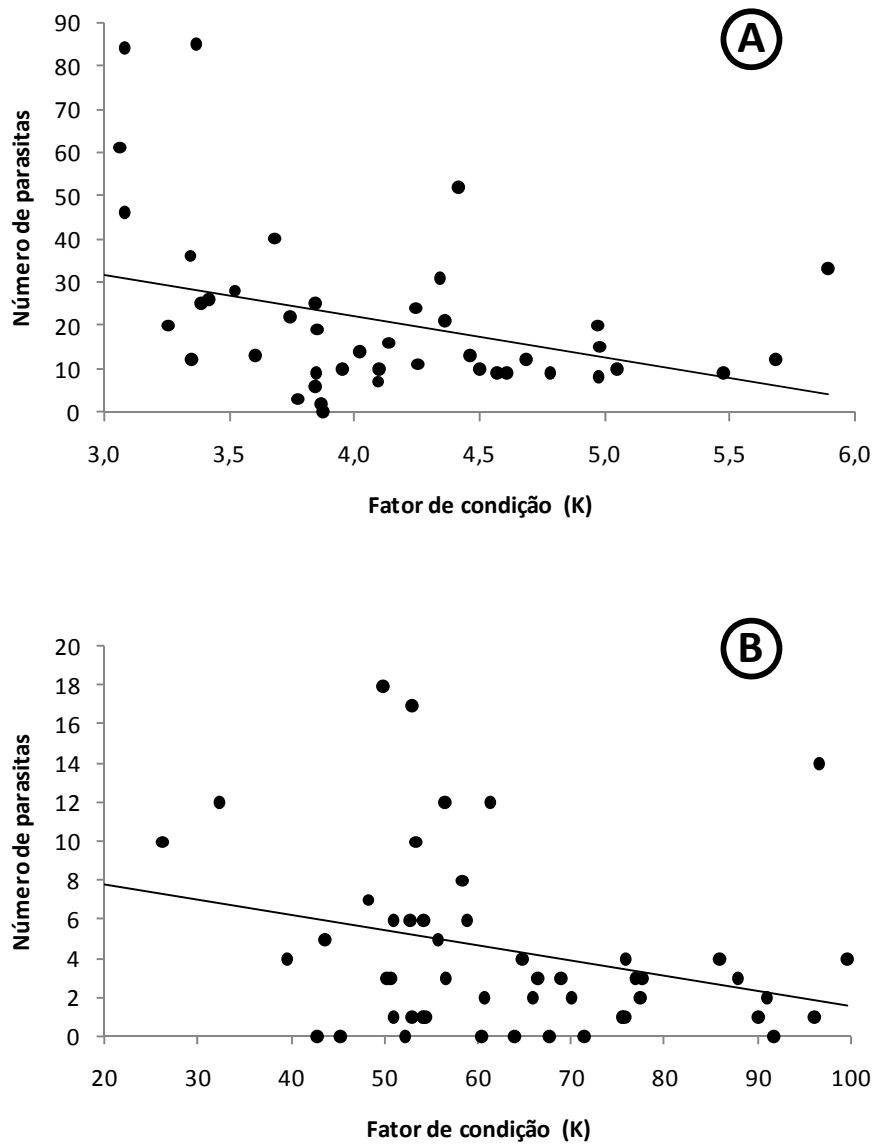 A
90
80
70
60
50
40
30
20
10
0
Número de parasitas
3,0 3,5 4,0 4,5 5,0 5,5 6,0
Fator de condição (K)
B
20
18
16
14
12
10
8
6
4
2
0
Número de parasitas
20 30 40 50 60 70 80 90 100
Fator de condição (K)